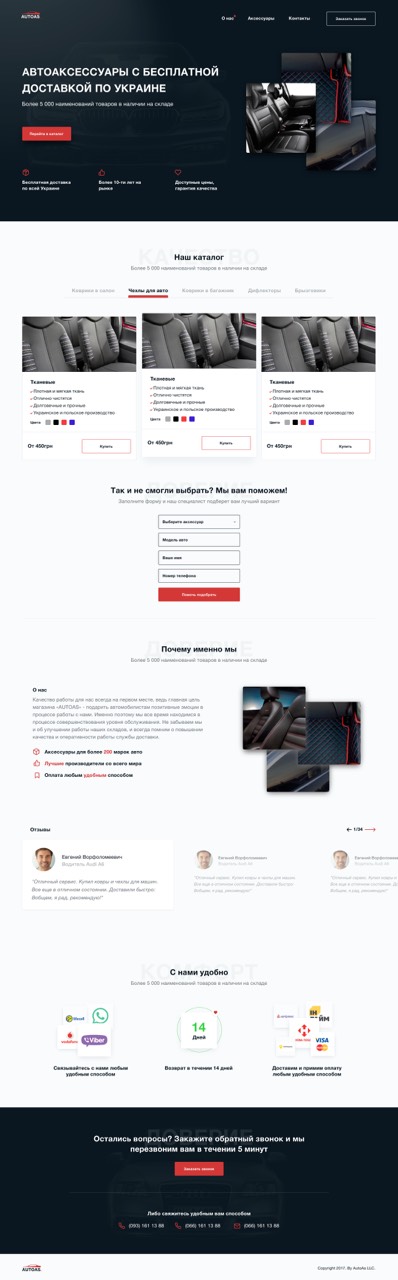 AUTOAS
О нас
Аксессуары
Контакты
Заказать звонок
АВТОАКСЕССУАРЫ С БЕСПЛАТНОЙ
ДОСТАВКОЙ ПО УКРАИНЕ
Более 5 000 наименований товаров в наличии на складе
Перейти в каталог
Бесплатная доставка
по всей Украине
Более 10-ти лет на
рынке
Доступные цены,
гарантия качества
КАЧЕСТВО
Наш каталог
Более 5 000 наименований товаров в наличии на складе
Коврики в салон
Чехлы для авто
Коврики в багажник
Дефлекторы
Брызговики
Тканевые
Плотная и мягкая ткань
Отлично чистятся
Долговечные и прочные
Украинское и польское производство
Цвета
От 450грн
Купить
Тканевые
Плотная и мягкая ткань
Отлично чистятся
Долговечные и прочные
Украинское и польское производство
Цвета
От 450грн
Купить
Тканевые
Плотная и мягкая ткань
Отлично чистятся
Долговечные и прочные
Украинское и польское производство
Цвета
От 450грн
Купить
Так и не смогли выбрать? Мы вам поможем!
Заполните форму и наш специалист подберет вам лучший вариант
Выберите аксессуар
Модель авто
Ваше имя
Номер телефона
Помочь подобрать
ДОВЕРИЕ
Почему именно мы
Более 5 000 наименований товаров в наличии на складе
О нас
Качество работы для нас всегда на первом месте, ведь главная цель
магазина «AUTOAS» - подарить автомобилистам позитивные эмоции в
процессе работы с нами. Именно поэтому мы все время находимся в
процессе совершенствования уровня обслуживания. Не забываем мы
и об улучшении работы наших складов, и всегда помним о повышении
качества и оперативности работы службы доставки.
Аксессуары для более 200 марок авто
Лучшие производители со всего мира
Оплата любым удобным способом
Отзывы
1/34
Евгений Ворфоломеевич
Водитель Audi A6
"Отличный сервис. Купил ковры и чехлы для машин.
Все еще в отличном состоянии. Доставили быстро.
Вобщем, я рад, рекомендую!"
Евгений Ворфоломеевич
Водитель Audi A6
"Отличный сервис. Купил ковры и чехлы для машин.
Все еще в отличном состоянии. Доставили быстро.
Вобщем, я рад, рекомендую!"
Евгений Ворфоломеевич
Водитель Audi A6
"Отличный сервис. Купил ковры
Все еще в отличном состоянии.
Вобщем, я рад, рекомендую!"
КОМФОРТ
С нами удобно
Более 5 000 наименований товаров в наличии на складе
lifecell
vodafone
Viber
14
Дней
ІН
ТАЙМ
НОВА ПОШТА
VISA
Связывайтесь с нами любым
удобным способом
Возврат в течении 14 дней
Доставим и примем оплату
любым удобным способом
ДОВЕРИЕ
Остались вопросы? Закажите обратный звонок и мы
перезвоним вам в течении 5 минут
Заказать звонок
Либо свяжитесь удобным вам способом
(093) 161 13 88
(066) 161 13 88
(066) 161 13 88
AUTOAS
Copyright 2017. By AutoAs LLC.